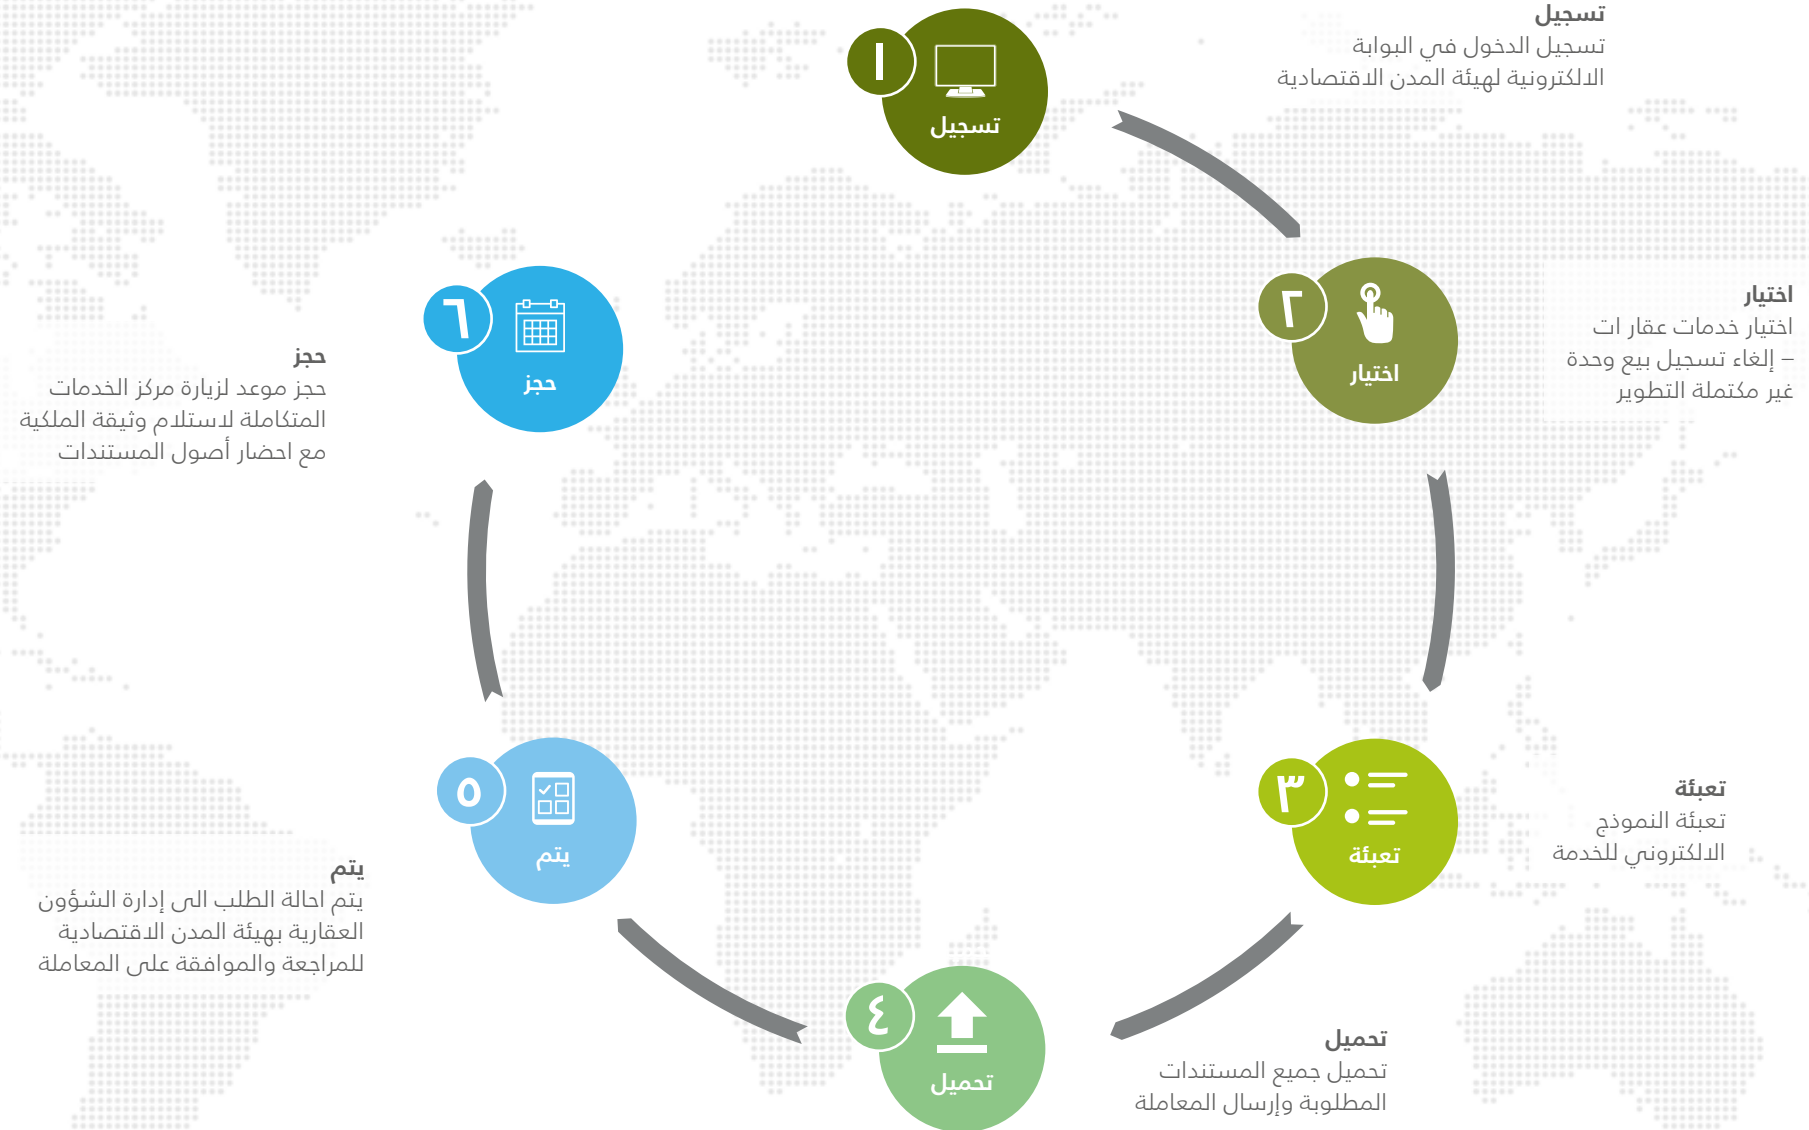 تسجيل
تسجيل الدخول في البوابة
الالكترونية لهيئة المدن الاقتصادية
١
تسجيل
اختيار
اختيار خدمات عقار ات
– إلغاء تسجيل بيع وحدة
غير مكتملة التطوير
٢
اختيار
تعبئة
تعبئة النموذج
الالكتروني للخدمة
٣
تعبئة
تحميل
تحميل جميع المستندات
المطلوبة وإرسال المعاملة
٤
تحميل
يتم
يتم احالة الطلب الى إدارة الشؤون
العقارية بهيئة المدن الاقتصادية
للمراجعة والموافقة على المعاملة
٥
يتم
حجز
حجز موعد لزيارة مركز الخدمات
المتكاملة لاستلام وثيقة الملكية
مع احضار أصول المستندات
٦
حجز